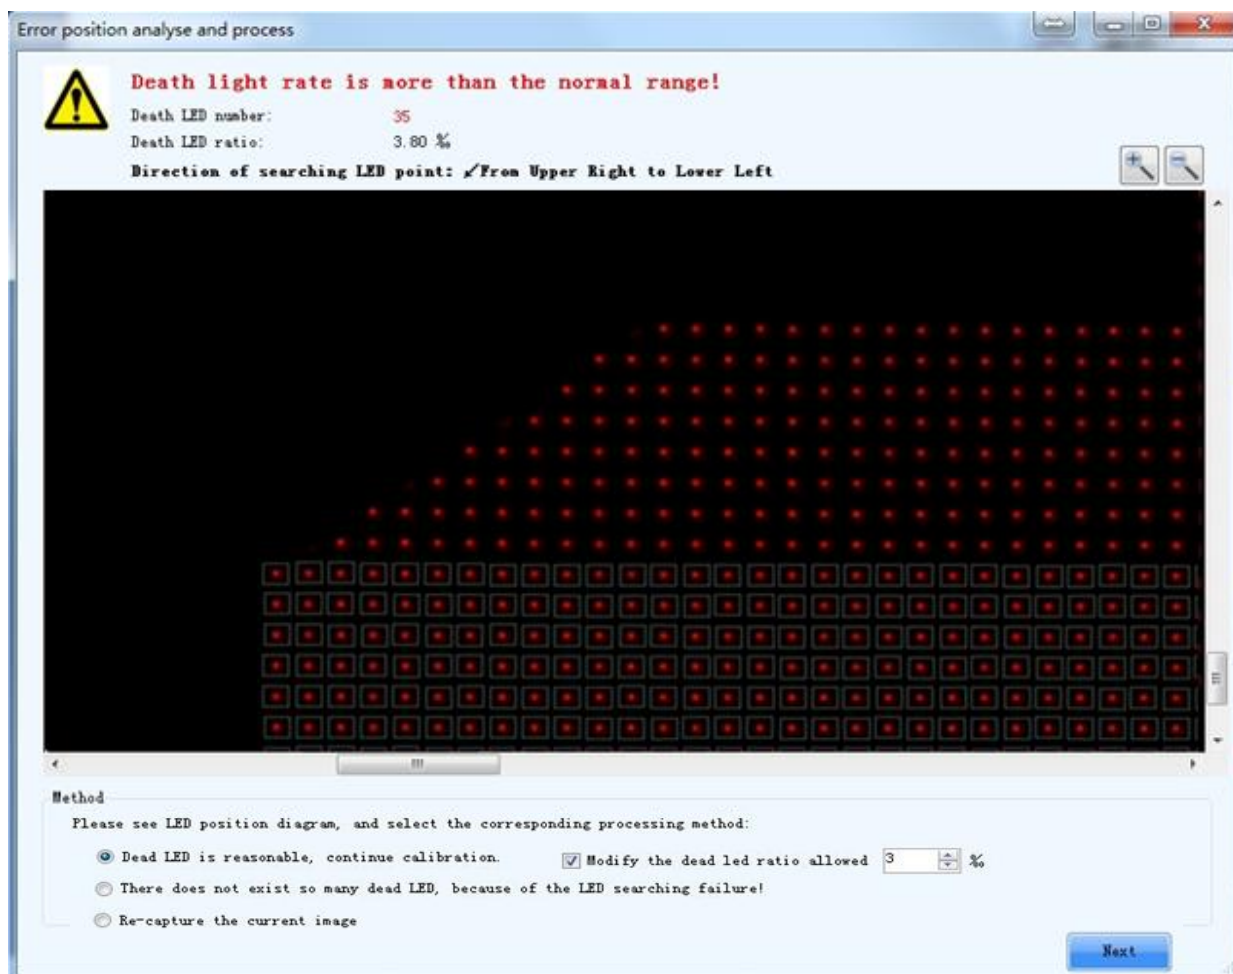 Error position analyse and process
Death light rate is more than the normal range!
Death LED number: 35
Death LED ratio: 3.80 ‰
Direction of searching LED point: ↙From Upper Right to Lower Left
Method
Please see LED position diagram, and select the corresponding processing method:
Dead LED is reasonable, continue calibration. Modify the dead led ratio allowed 3 ‰
There does not exist so many dead LED, because of the LED searching failure!
Re-capture the current image
Next